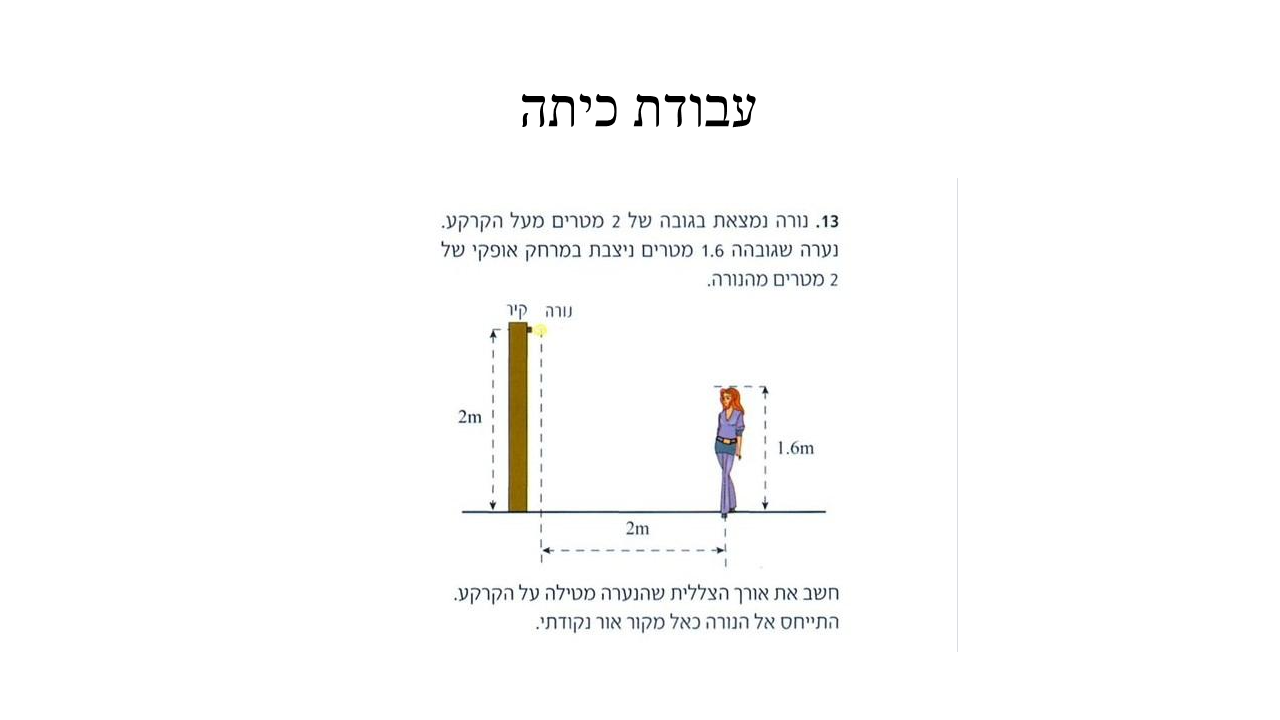 עבודת כיתה
13. נורה נמצאת בגובה של 2 מטרים מעל הקרקע.
נערה שגובהה 1.6 מטרים ניצבת במרחק אופקי של
2 מטרים מהנורה.
קיר נורה
2m
1.6m
2m
חשב את אורך הצללית שהנערה מטילה על הקרקע.
התייחס אל הנורה כאל מקור אור נקודתי.